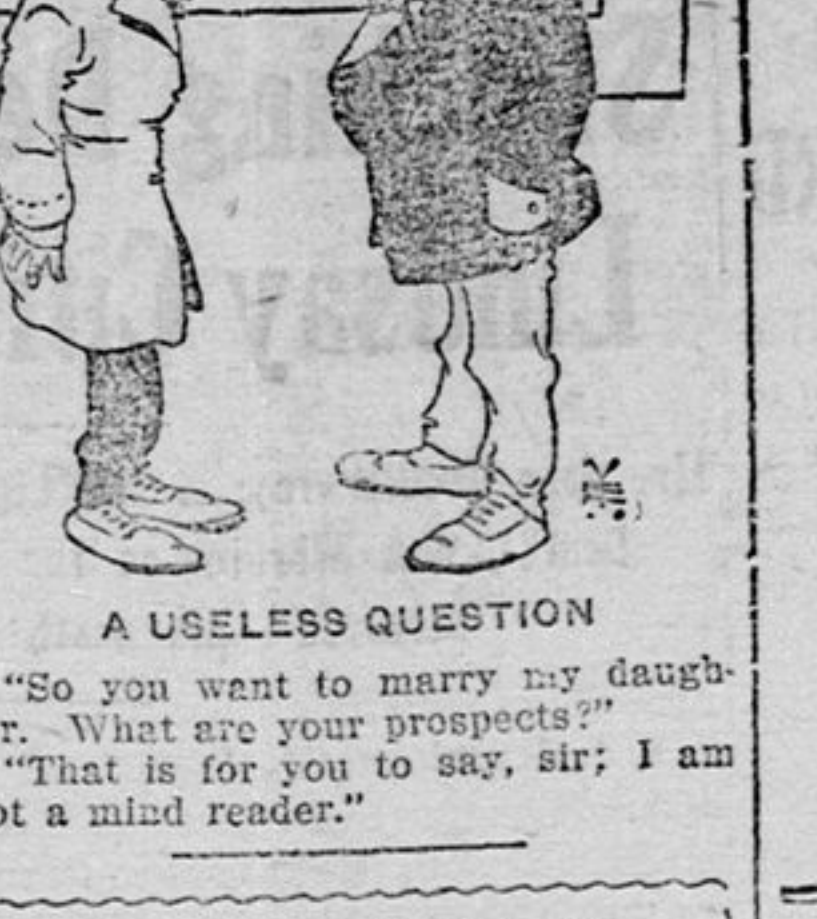 A USELESS QUESTION
"So you want to marry my daugh-
r. What are your prospects?"
"That is for you to say, sir; I am
ot a mind reader."